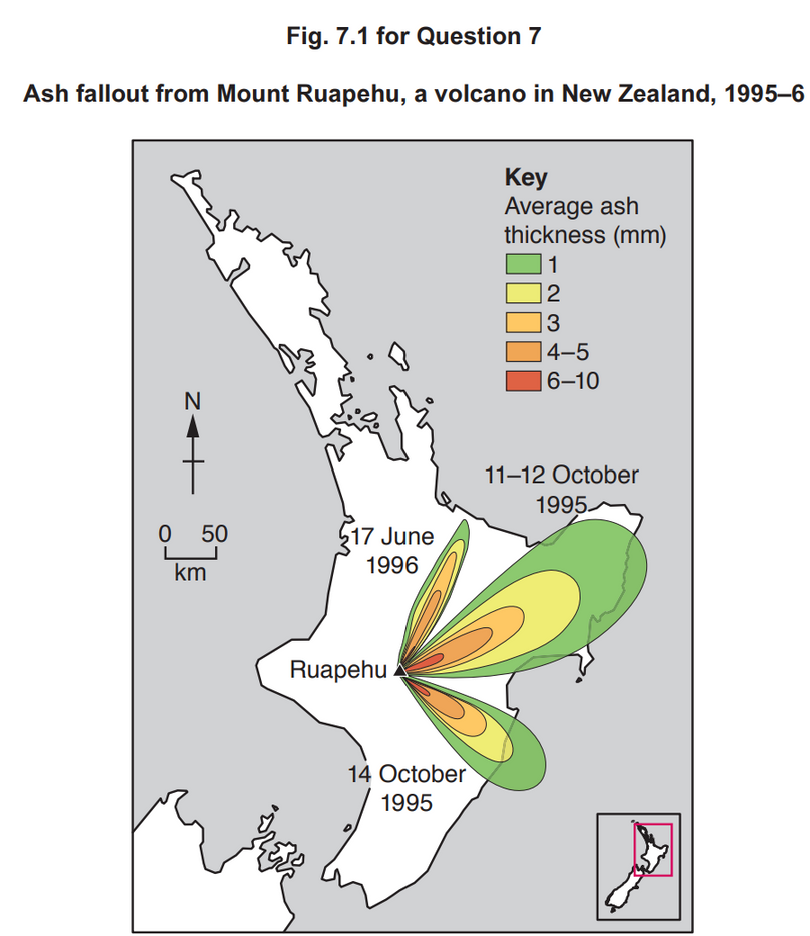 Fig. 7.1 for Question 7
Ash fallout from Mount Ruapehu, a volcano in New Zealand, 1995–6
Key
Average ash
thickness (mm)
1
2
3
4–5
6–10
N
0 50
km
11–12 October
1995
17 June
1996
Ruapehu
14 October
1995